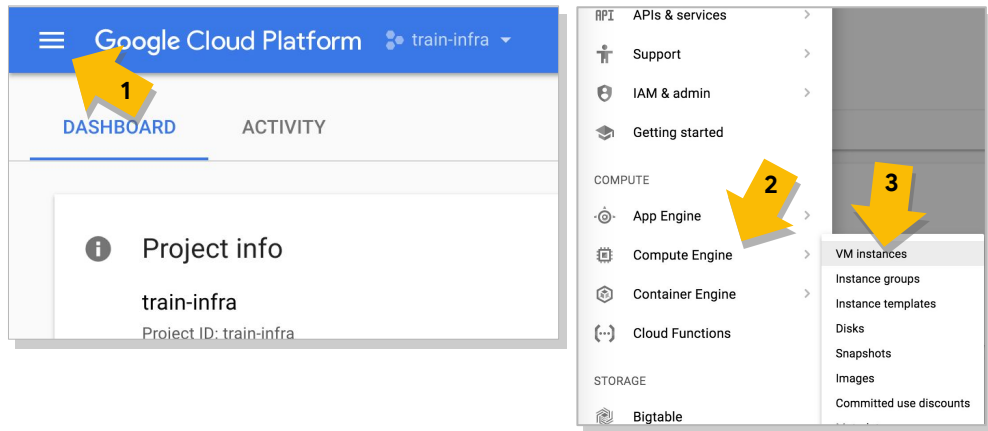 Google Cloud Platform train-infra
1
DASHBOARD ACTIVITY
Project info
train-infra
Project ID: train-infra
API APIs & services
Support
IAM & admin
Getting started
COMPUTE
2
3
App Engine
Compute Engine
Container Engine
Cloud Functions
STORAGE
Bigtable
VM instances
Instance groups
Instance templates
Disks
Snapshots
Images
Committed use discounts